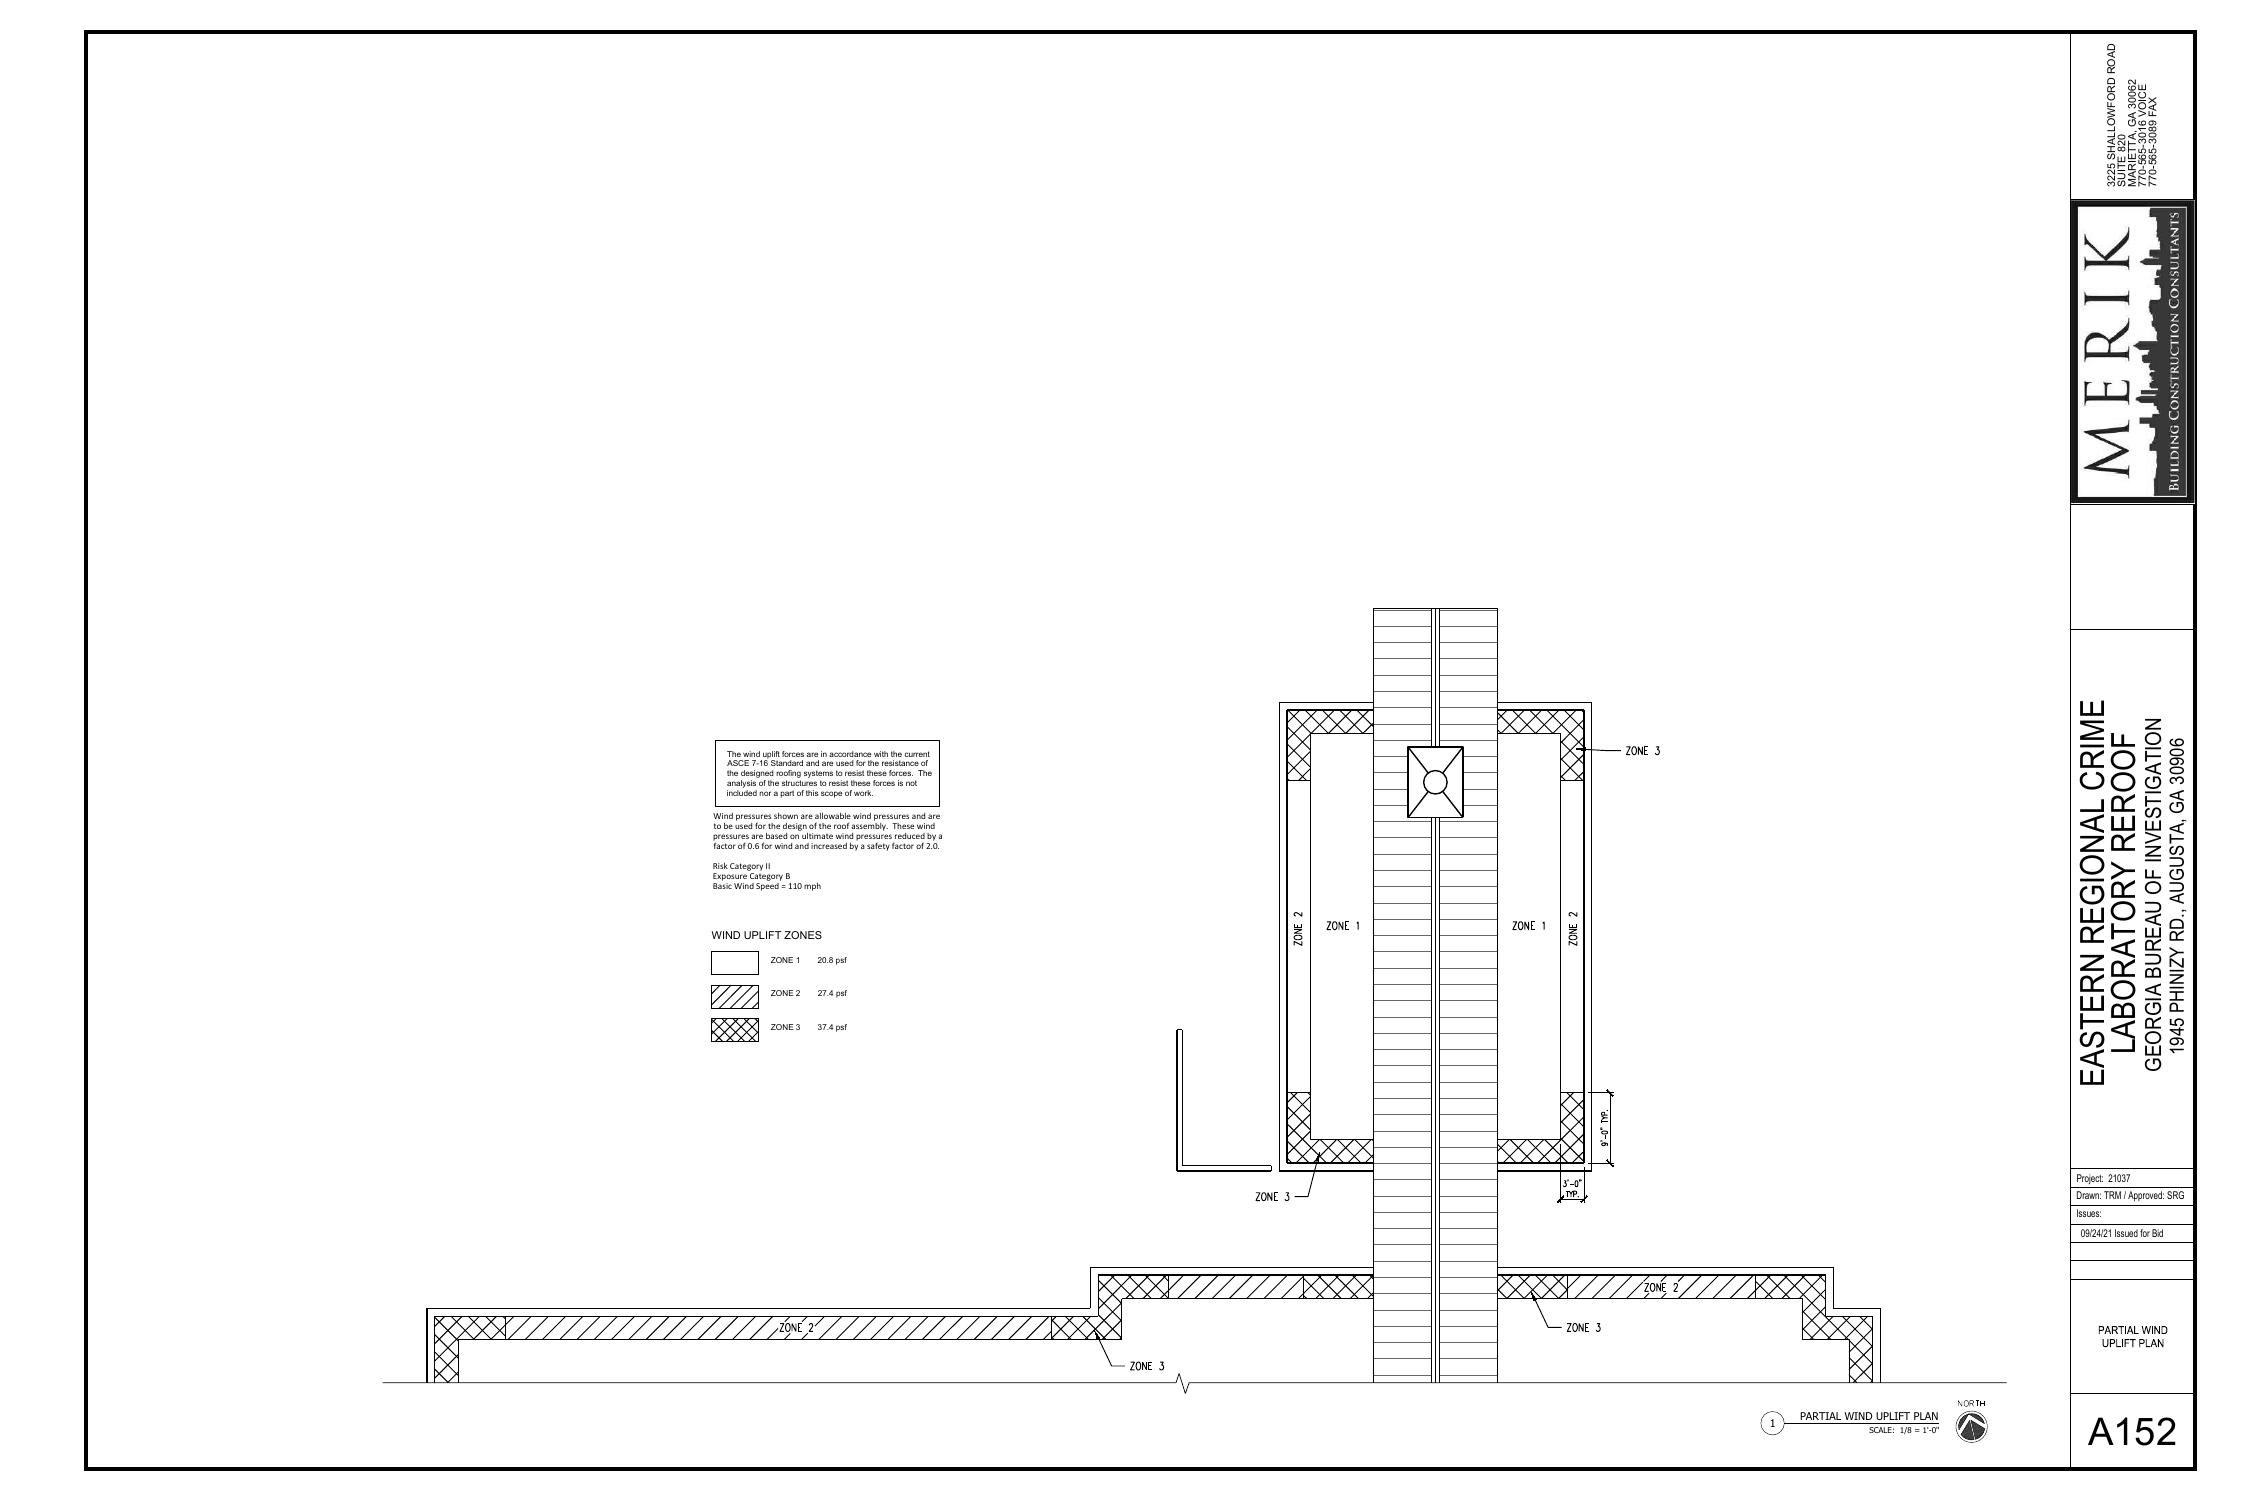 3225 SHALLOWFORD ROAD
SUITE 820
MARIETTA, GA 30062
770-565-3016 VOICE
770-565-3089 FAX
MERIK
BUILDING CONSTRUCTION CONSULTANTS
EASTERN REGIONAL CRIME
LABORATORY REROOF
GEORGIA BUREAU OF INVESTIGATION
1945 PHINIZY RD., AUGUSTA, GA 30906
Project: 21037
Drawn: TRM / Approved: SRG
Issues:
09/24/21 Issued for Bid
PARTIAL WIND
UPLIFT PLAN
A152
The wind uplift forces are in accordance with the current
ASCE 7-16 Standard and are used for the resistance of
the designed roofing systems to resist these forces. The
analysis of the structures to resist these forces is not
included nor a part of this scope of work.
Wind pressures shown are allowable wind pressures and are
to be used for the design of the roof assembly. These wind
pressures are based on ultimate wind pressures reduced by a
factor of 0.6 for wind and increased by a safety factor of 2.0.
Risk Category II
Exposure Category B
Basic Wind Speed = 110 mph
WIND UPLIFT ZONES
ZONE 1 20.8 psf
ZONE 2 27.4 psf
ZONE 3 37.4 psf
ZONE 3
ZONE 2
ZONE 1
ZONE 1
ZONE 2
9'-0" TYP.
3'-0"
TYP.
ZONE 3
ZONE 2
ZONE 2
ZONE 3
ZONE 3
1
PARTIAL WIND UPLIFT PLAN
SCALE: 1/8 = 1'-0"
NORTH